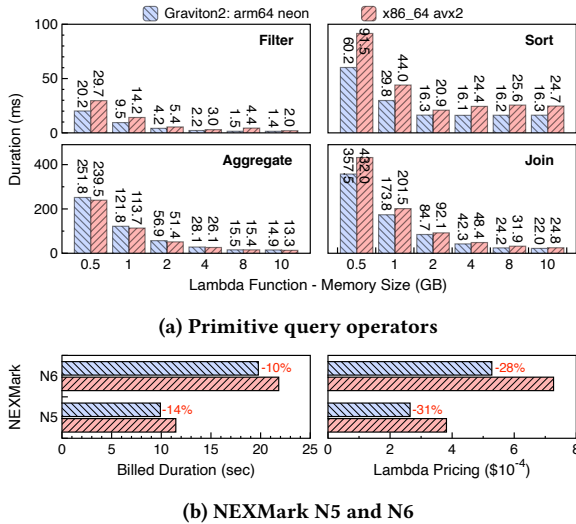 Graviton2: arm64 neon x86_64 avx2
Duration (ms)
Filter
100
50
0
20.2 29.7 9.5 14.2 4.2 5.4 2.2 3.0 1.5 4.4 1.4 2.0
Sort
60.2 91.5 29.8 44.0 16.3 20.9 16.1 24.4 16.2 25.6 16.3 24.7
Aggregate
400
200
0
251.8 239.5 121.8 113.7 56.9 51.4 28.1 26.1 15.5 15.4 14.9 13.3
Join
357.5 432.0 173.8 201.5 84.7 92.1 42.3 48.4 24.2 31.9 22.0 24.8
0.5 1 2 4 8 10 0.5 1 2 4 8 10
Lambda Function - Memory Size (GB)
(a) Primitive query operators
NEXMark
N6 -10% -28%
N5 -14% -31%
0 5 10 15 20 25 0 2 4 6 8
Billed Duration (sec) Lambda Pricing ($10⁻⁴)
(b) NEXMark N5 and N6